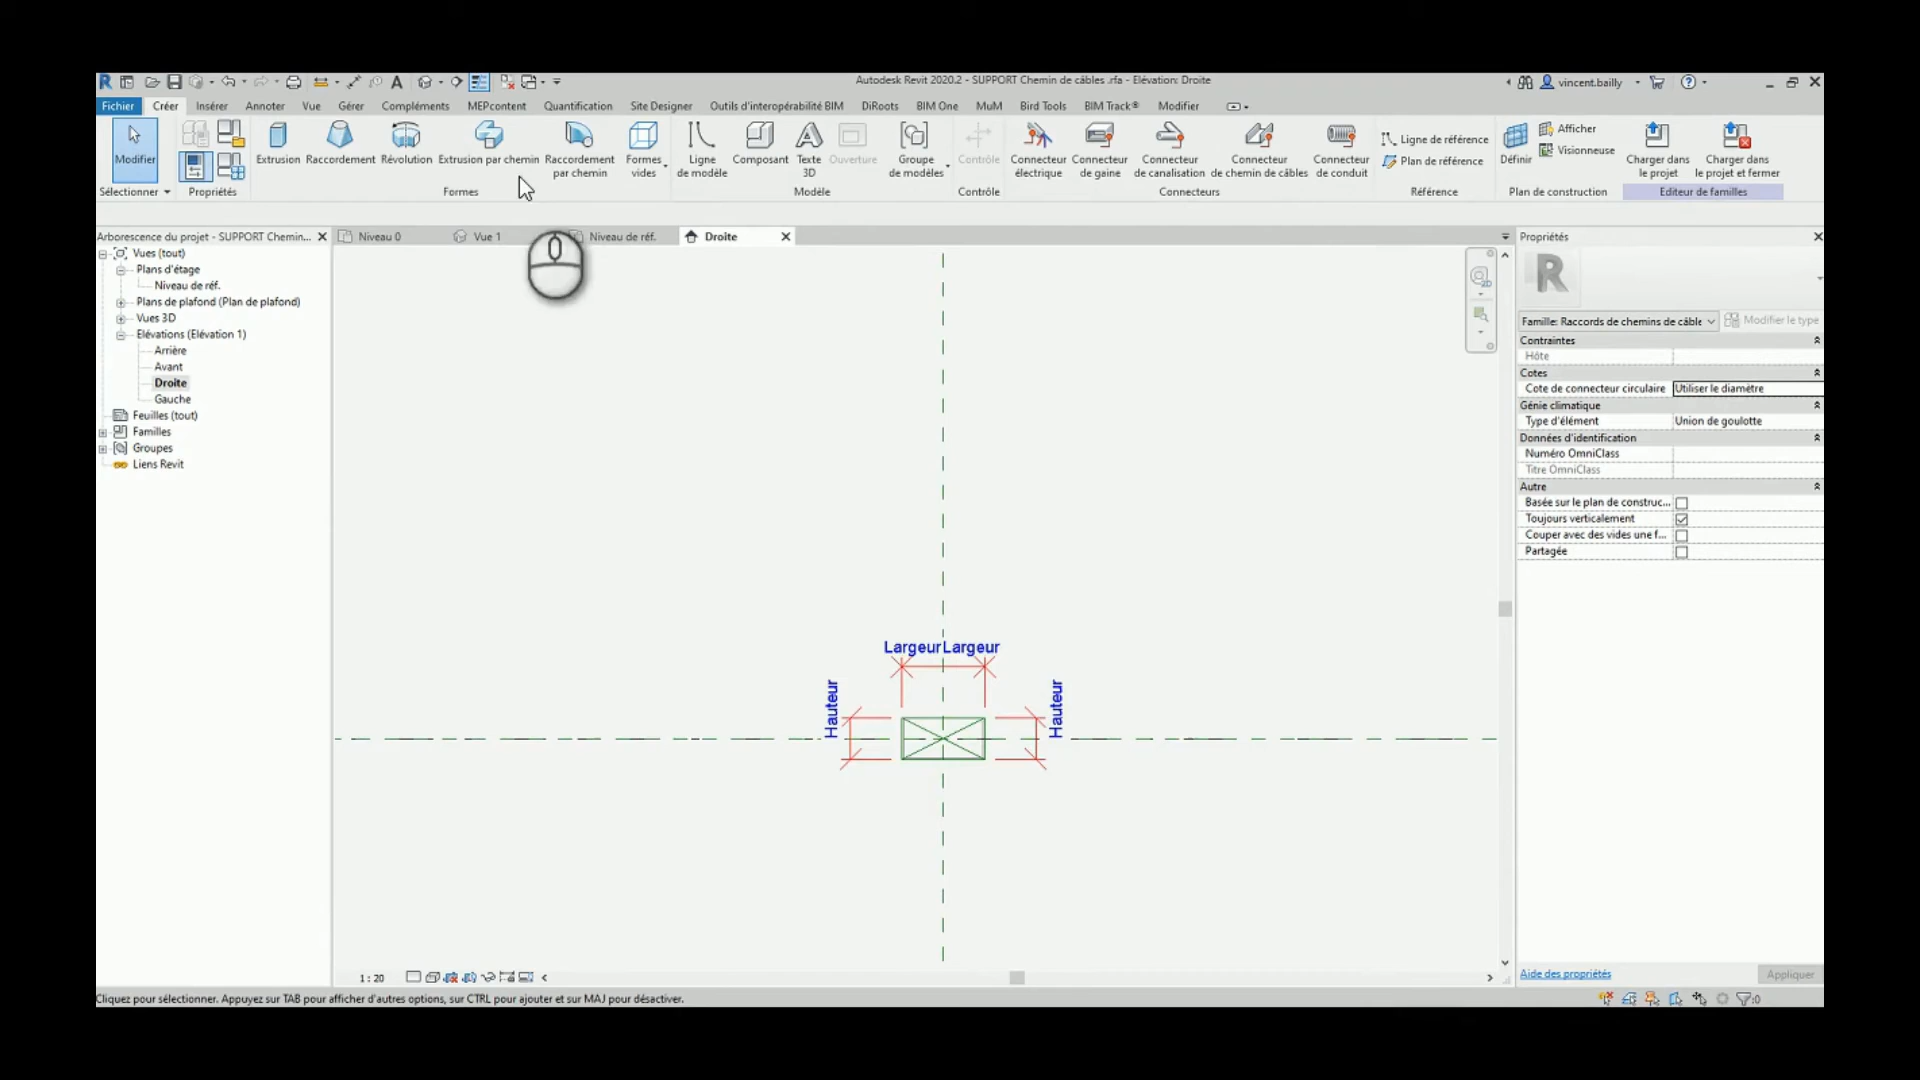 Autodesk Revit 2020.2 - SUPPORT Chemin de câbles .rfa - Elévation: Droite
vincent.bailly
Fichier Créer Insérer Annoter Vue Gérer Compléments MEPcontent Quantification Site Designer Outils d'interopérabilité BIM DiRoots BIM One MuM Bird Tools BIM Track® Modifier
Modifier
Extrusion
Raccordement
Révolution
Extrusion par chemin
Raccordement
par chemin
Formes
vides
Ligne
de modèle
Composant
Texte
3D
Ouverture
Groupe
de modèles
Contrôle
Connecteur
électrique
Connecteur
de gaine
Connecteur
de canalisation
Connecteur
de chemin de câbles
Connecteur
de conduit
Ligne de référence
Plan de référence
Définir
Afficher
Visionneuse
Charger dans
le projet
Charger dans
le projet et fermer
Sélectionner Propriétés Formes Modèle Contrôle Connecteurs Référence Plan de construction Editeur de familles
Arborescence du projet - SUPPORT Chemin...
Niveau 0 Vue 1 Niveau de réf. Droite
Vues (tout)
Plans d'étage
Niveau de réf.
Plans de plafond (Plan de plafond)
Vues 3D
Elévations (Elévation 1)
Arrière
Avant
Droite
Gauche
Feuilles (tout)
Familles
Groupes
Liens Revit
Largeur Largeur
Hauteur
Hauteur
Propriétés
Famille: Raccords de chemins de câble
Modifier le type
Contraintes
Hôte
Cotes
Cote de connecteur circulaire Utiliser le diamètre
Génie climatique
Type d'élément Union de goulotte
Données d'identification
Numéro OmniClass
Titre OmniClass
Autre
Basée sur le plan de construc...
Toujours verticalement
Couper avec des vides une f...
Partagée
Aide des propriétés
Appliquer
1 : 20
Cliquez pour sélectionner. Appuyez sur TAB pour afficher d'autres options, sur CTRL pour ajouter et sur MAJ pour désactiver.
:0